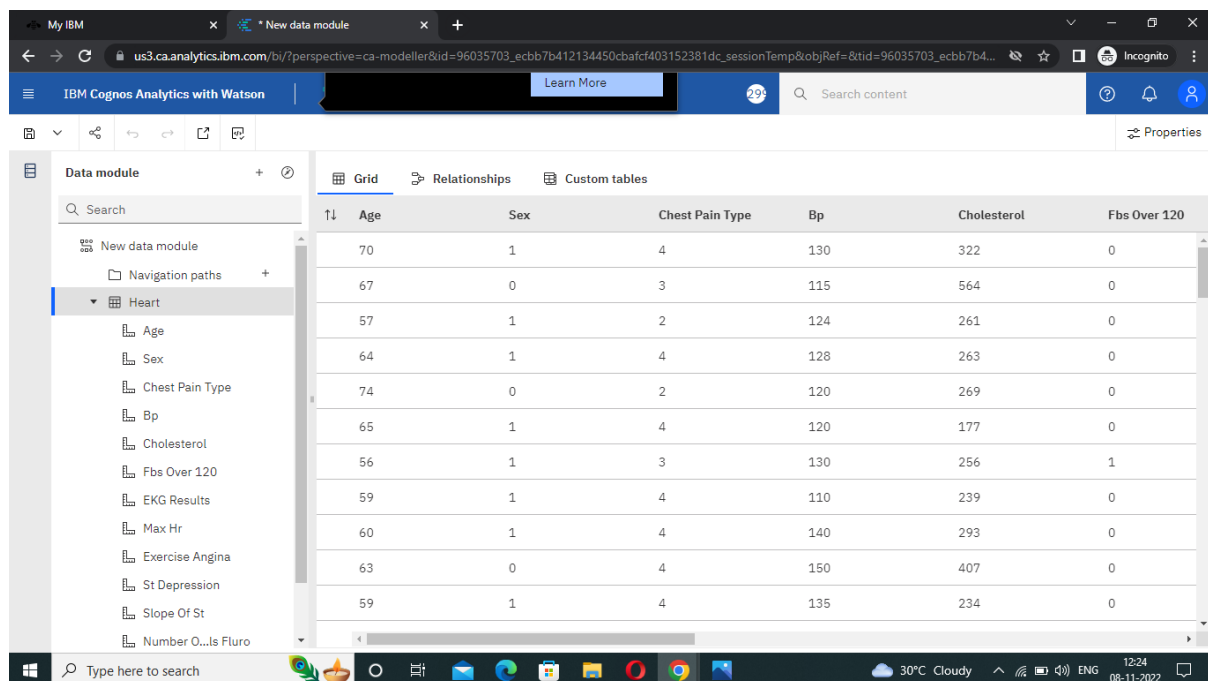 My IBM
* New data module
us3.ca.analytics.ibm.com/bi/?perspective=ca-modeller&id=96035703_ecbb7b412134450cbafcf403152381dc_sessionTemp&objRef=&tid=96035703_ecbb7b4...
Incognito
IBM Cognos Analytics with Watson
Learn More
Search content
Properties
Data module
Search
New data module
Navigation paths
Heart
Age
Sex
Chest Pain Type
Bp
Cholesterol
Fbs Over 120
EKG Results
Max Hr
Exercise Angina
St Depression
Slope Of St
Number O...ls Fluro
Grid Relationships Custom tables
Age Sex Chest Pain Type Bp Cholesterol Fbs Over 120
70 1 4 130 322 0
67 0 3 115 564 0
57 1 2 124 261 0
64 1 4 128 263 0
74 0 2 120 269 0
65 1 4 120 177 0
56 1 3 130 256 1
59 1 4 110 239 0
60 1 4 140 293 0
63 0 4 150 407 0
59 1 4 135 234 0
Type here to search
30°C Cloudy
ENG
12:24
08-11-2022